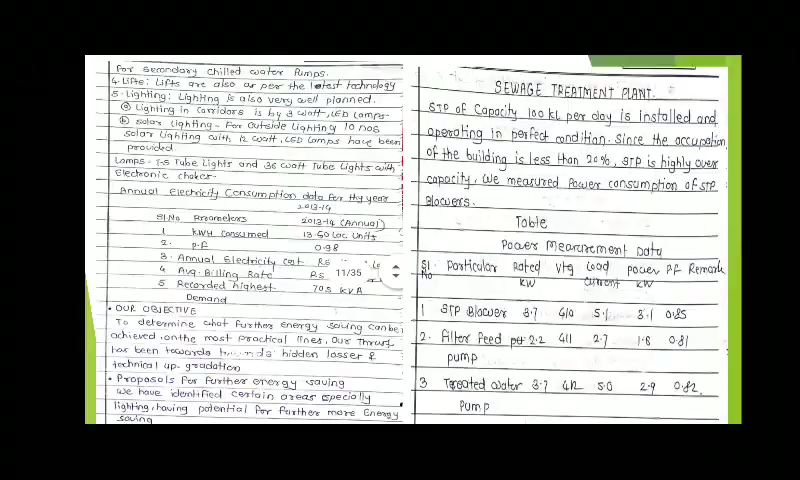 for secondary chilled water pumps.
4. Lifts: Lifts are also as per the latest technology
5. Lighting: Lighting is also very well planned.
(a) Lighting in corridors is by 3 watt, LED Lamps-
(b) solar lighting - For outside Lighting 10 nos
solar Lighting with 12 watt, LED Lamps have been
provided.
Lamps - T-5 Tube Lights and 36 watt Tube Lights with
Electronic choke-
Annual Electricity Consumption data for thy year
2013-14
Sl.No Parameters 2013-14 (Annual)
1 kWH Consumed 13.50 Lac. Units
2. p.f 0.98
3. Annual Electricity cost Rs
4 Avg. Billing Rate Rs 11/35
5 Recorded highest 705 kVA
Demand
• OUR OBJECTIVE
To determine what further energy saving can be
achieved on the most practical lines, Our Thrust
has been towards hidden losser &
technical up-gradation
• Proposals for further energy saving
We have identified certain areas especially
lighting, having potential for further more Energy
saving
SEWAGE TREATMENT PLANT.
STP of Capacity 100 KL per day is installed and
operating in perfect condition. Since the occupation
of the building is less than 20%, STP is highly over
capacity. We measured Power consumption of STP
Blowers.
Table
Power Measurement Data
Sl. No Particular Rated kW Vtg Load Current power kW PF Remark
1 STP Blower 3.7 410 5.1 3.1 0.85
2. Filter feed 2.2 411 2.7 1.8 0.81
pump
3 Treated water 3.7 412 5.0 2.9 0.82
Pump